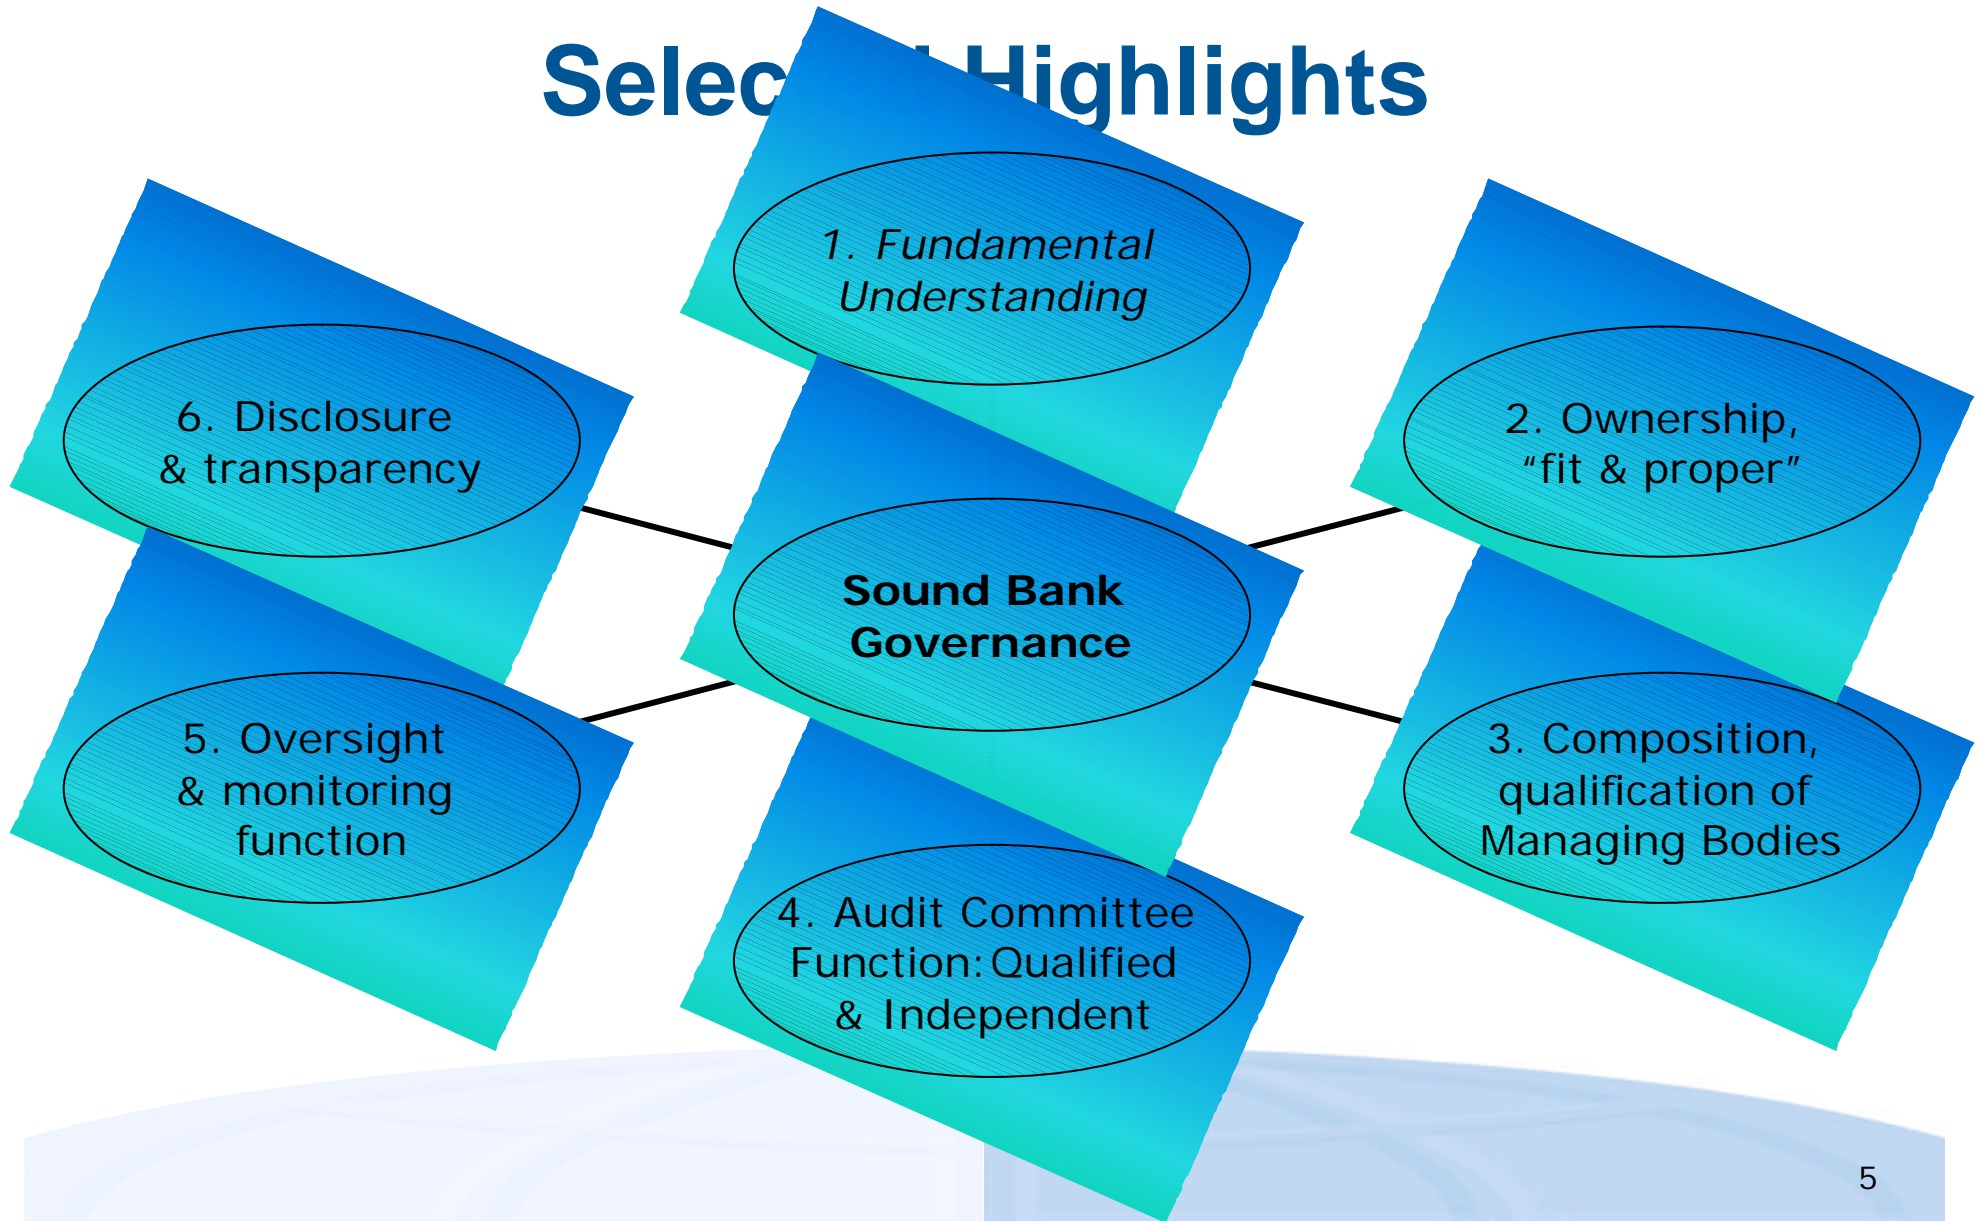 Selected Highlights
1. Fundamental
Understanding
6. Disclosure
& transparency
2. Ownership,
“fit & proper”
Sound Bank
Governance
5. Oversight
& monitoring
function
3. Composition,
qualification of
Managing Bodies
4. Audit Committee
Function: Qualified
& Independent
5